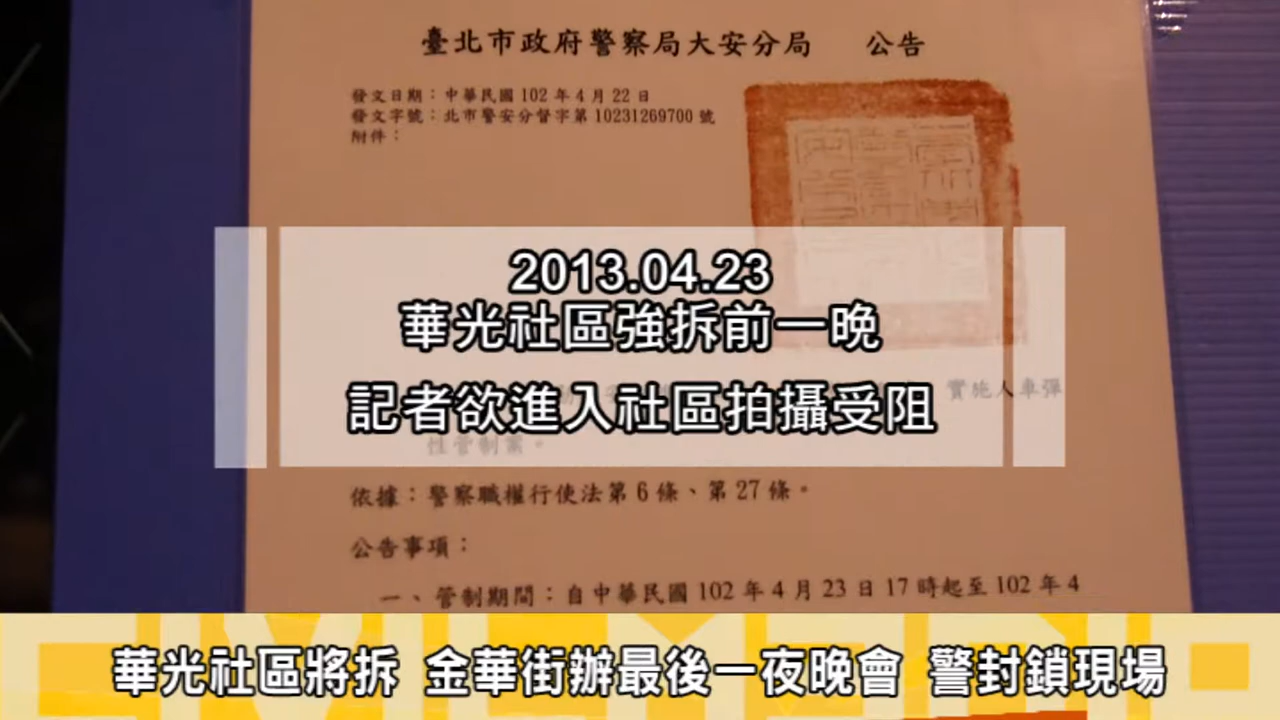 臺北市政府警察局大安分局 公告
發文日期：中華民國 102 年 4 月 22 日
發文字號：北市警安分督字第 10231269700 號
附件：
2013.04.23
華光社區強拆前一晚
實施人車彈
記者欲進入社區拍攝受阻
性管制案。
依據：警察職權行使法第 6 條、第 27 條。
公告事項：
一、管制期間：自中華民國 102 年 4 月 23 日 17 時起至 102 年 4
華光社區將拆 金華街辦最後一夜晚會 警封鎖現場